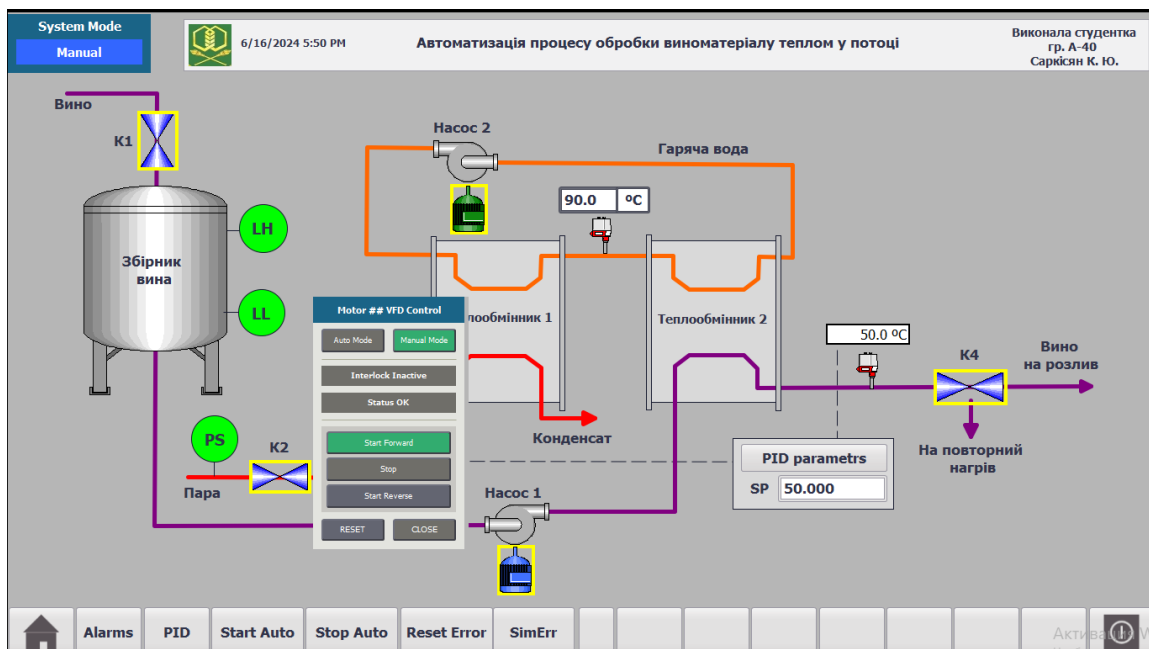 System Mode
Manual
6/16/2024 5:50 PM
Автоматизація процесу обробки виноматеріалу теплом у потоці
Виконала студентка
гр. А-40
Саркісян К. Ю.
Вино
К1
Насос 2
Гаряча вода
90.0 ºC
LH
Збірник
вина
LL
Motor ## VFD Control
Auto Mode
Manual Mode
Interlock Inactive
Status OK
Start Forward
Stop
Start Reverse
RESET
CLOSE
лообмінник 1
Теплообмінник 2
50.0 ºC
К4
Вино
на розлив
Конденсат
PS
К2
Пара
PID parametrs
SP 50.000
На повторний
нагрів
Насос 1
Alarms
PID
Start Auto
Stop Auto
Reset Error
SimErr